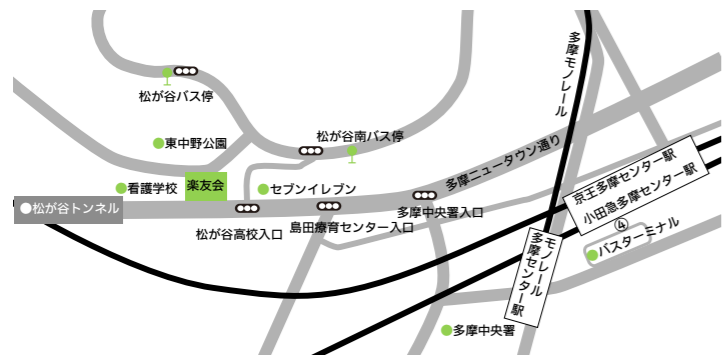 松が谷バス停
東中野公園
松が谷南バス停
多摩モノレール
多摩ニュータウン通り
看護学校
楽友会
セブンイレブン
松が谷トンネル
松が谷高校入口
島田療育センター入口
多摩中央署入口
京王多摩センター駅
小田急多摩センター駅
④
バスターミナル
モノレール
多摩センター駅
多摩中央署